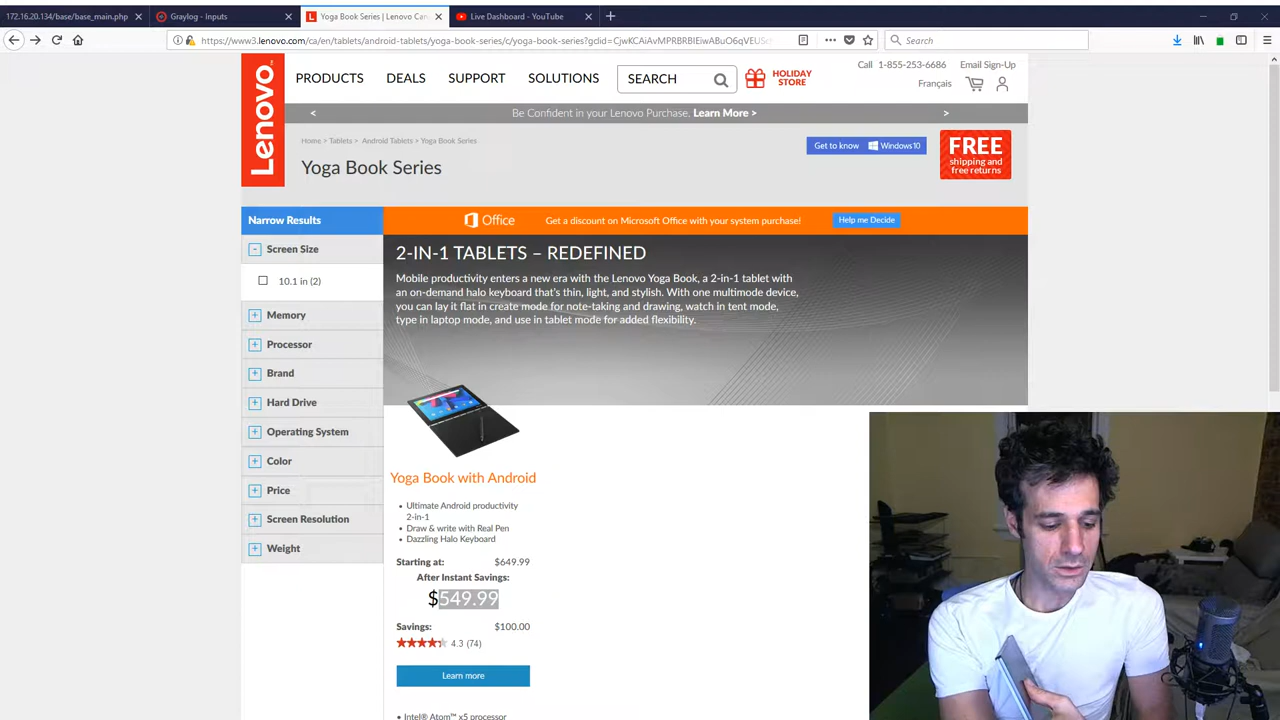 172.16.20.134/base/base_main.php
Graylog - Inputs
Yoga Book Series | Lenovo Can
Live Dashboard - YouTube
https://www3.lenovo.com/ca/en/tablets/android-tablets/yoga-book-series/c/yoga-book-series?gclid=CjwKCAiAvMPRBRBIEiwABuO6qVEUS
Search
Lenovo
PRODUCTS
DEALS
SUPPORT
SOLUTIONS
SEARCH
HOLIDAY
STORE
Call 1-855-253-6686
Email Sign-Up
Français
< Be Confident in your Lenovo Purchase. Learn More > >
Home > Tablets > Android Tablets > Yoga Book Series
Yoga Book Series
Get to know Windows10
FREE
shipping and
free returns
Narrow Results
Screen Size
10.1 in (2)
Memory
Processor
Brand
Hard Drive
Operating System
Color
Price
Screen Resolution
Weight
Office
Get a discount on Microsoft Office with your system purchase!
Help me Decide
2-IN-1 TABLETS – REDEFINED
Mobile productivity enters a new era with the Lenovo Yoga Book, a 2-in-1 tablet with
an on-demand halo keyboard that's thin, light, and stylish. With one multimode device,
you can lay it flat in create mode for note-taking and drawing, watch in tent mode,
type in laptop mode, and use in tablet mode for added flexibility.
Yoga Book with Android
• Ultimate Android productivity
2-in-1
• Draw & write with Real Pen
• Dazzling Halo Keyboard
Starting at: $649.99
After Instant Savings:
$549.99
Savings: $100.00
4.3 (74)
Learn more
• Intel® Atom™ x5 processor